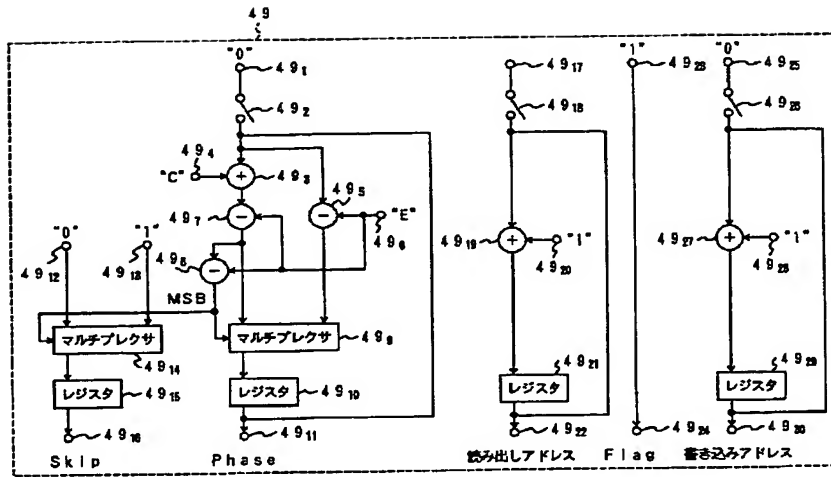 49
"0" "1" "0"
49₁ 49₁₇ 49₂₃ 49₂₅
49₂ 49₁₈ 49₂₆
49₄
"C" + 49₃ 49₅
49₇ − − "E"
49₆
"0" "1" 49₈ − 49₁₉ + "1" 49₂₇ + "1"
49₁₂ 49₁₃ 49₂₀ 49₂₈
MSB
マルチプレクサ マルチプレクサ 49₉
49₁₄ 49₂₁ 49₂₉
レジスタ 49₁₅ レジスタ 49₁₀ レジスタ レジスタ
49₁₆ 49₁₁ 49₂₂ 49₂₄ 49₃₀
Skip Phase 読み出しアドレス Flag 書き込みアドレス